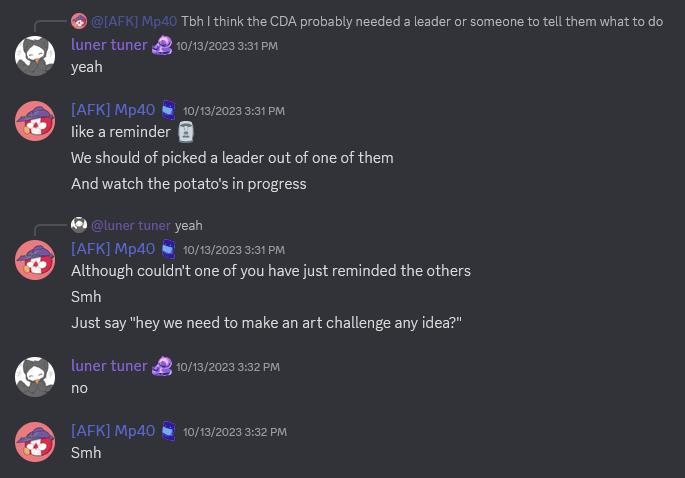 @[AFK] Mp40 Tbh I think the CDA probably needed a leader or someone to tell them what to do
luner tuner 10/13/2023 3:31 PM
yeah
[AFK] Mp40 10/13/2023 3:31 PM
like a reminder 🗿
We should of picked a leader out of one of them
And watch the potato's in progress
@luner tuner yeah
[AFK] Mp40 10/13/2023 3:31 PM
Although couldn't one of you have just reminded the others
Smh
Just say "hey we need to make an art challenge any idea?"
luner tuner 10/13/2023 3:32 PM
no
[AFK] Mp40 10/13/2023 3:32 PM
Smh